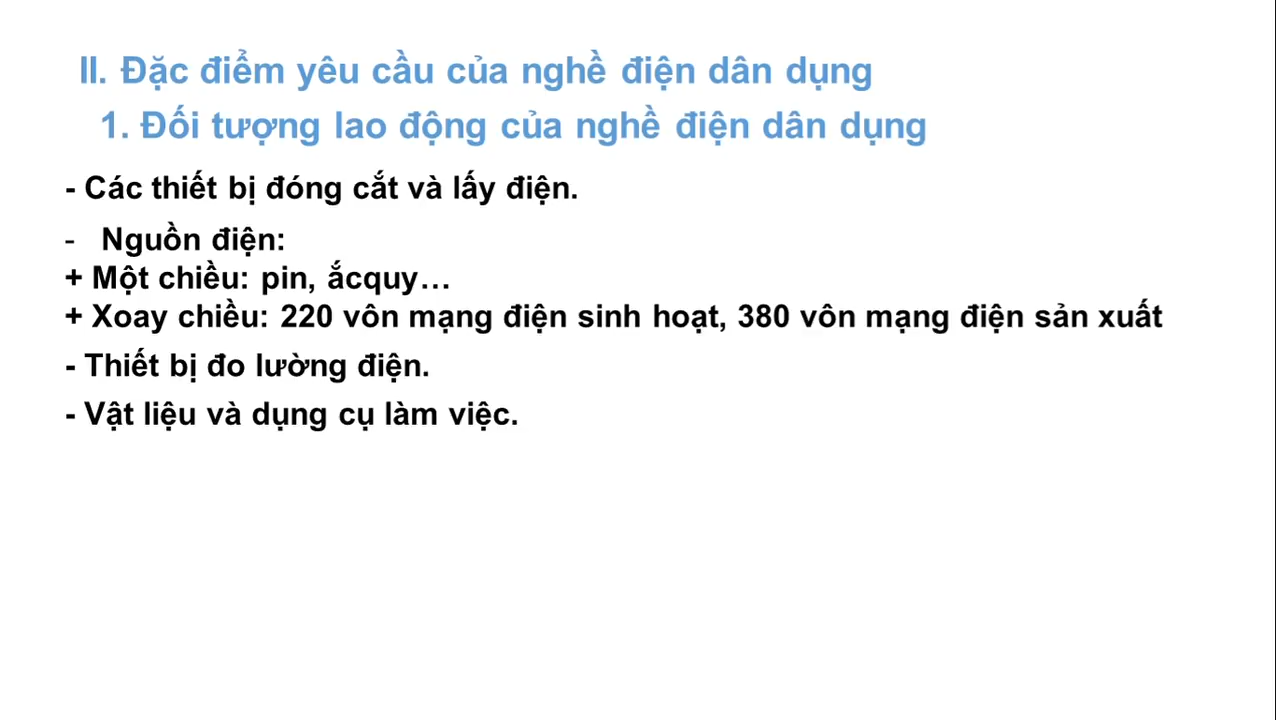 II. Đặc điểm yêu cầu của nghề điện dân dụng
1. Đối tượng lao động của nghề điện dân dụng
- Các thiết bị đóng cắt và lấy điện.
- Nguồn điện:
+ Một chiều: pin, ắcquy…
+ Xoay chiều: 220 vôn mạng điện sinh hoạt, 380 vôn mạng điện sản xuất
- Thiết bị đo lường điện.
- Vật liệu và dụng cụ làm việc.